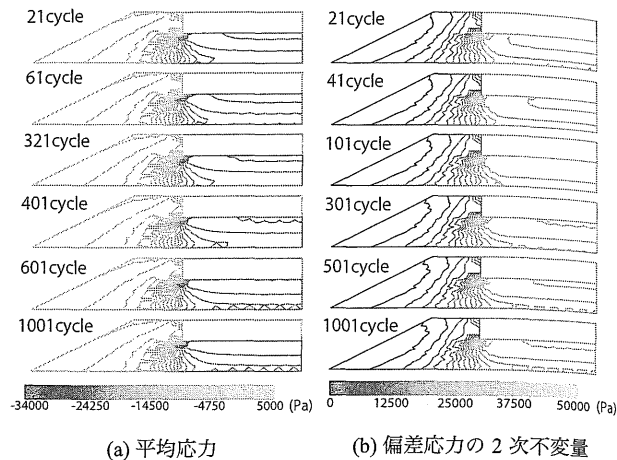 21cycle
61cycle
321cycle
401cycle
601cycle
1001cycle
-34000 -24250 -14500 -4750 5000 (Pa)
(a) 平均応力
21cycle
41cycle
101cycle
301cycle
501cycle
1001cycle
0 12500 25000 37500 50000 (Pa)
(b) 偏差応力の 2 次不変量